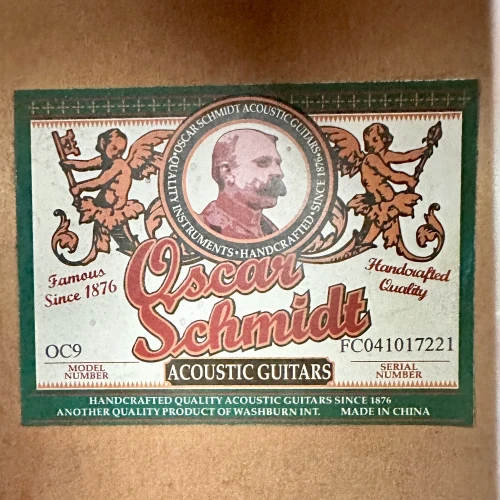 OSCAR SCHMIDT ACOUSTIC GUITARS • SINCE 1876
QUALITY INSTRUMENTS • HANDCRAFTED
Famous
Since 1876
Handcrafted
Quality
Oscar
Schmidt
OC9
MODEL
NUMBER
FC041017221
SERIAL
NUMBER
ACOUSTIC GUITARS
HANDCRAFTED QUALITY ACOUSTIC GUITARS SINCE 1876
ANOTHER QUALITY PRODUCT OF WASHBURN INT. MADE IN CHINA